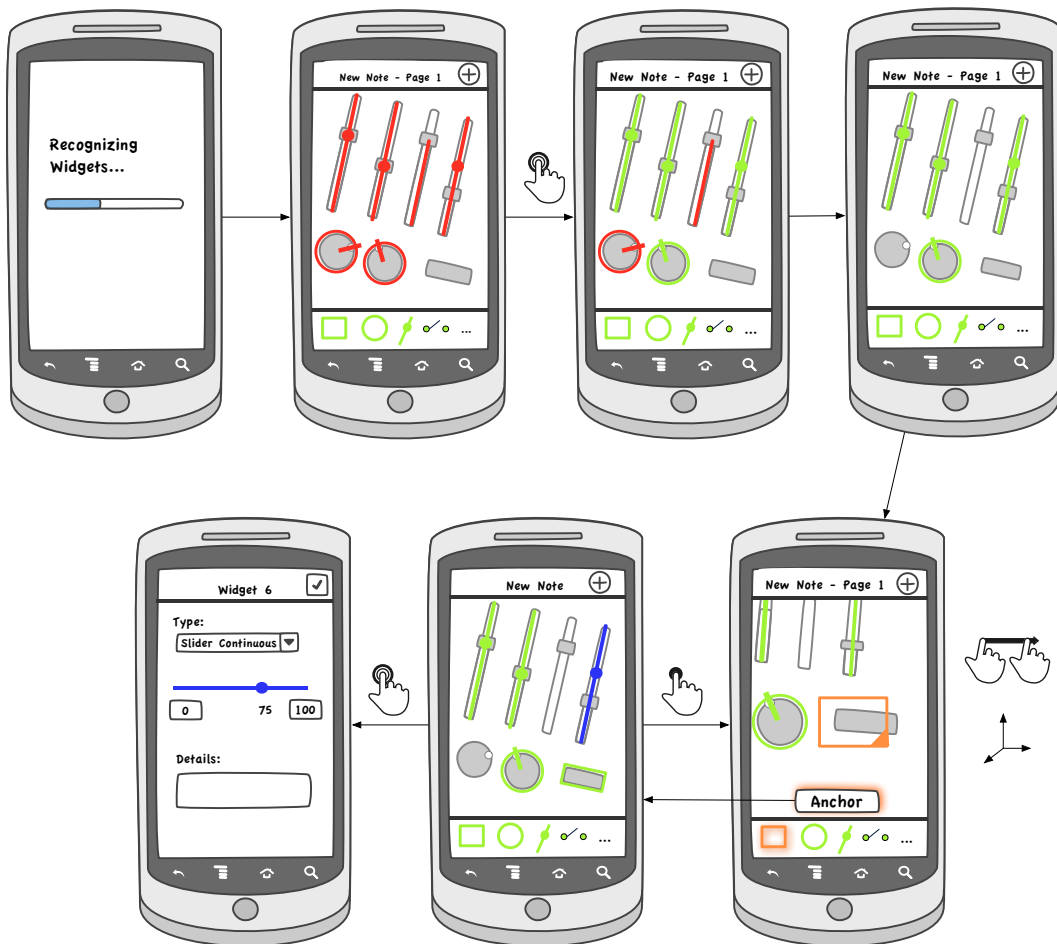 Recognizing
Widgets...
New Note - Page 1
...
New Note - Page 1
...
New Note - Page 1
...
Widget 6
Type:
Slider Continuous
0
75
100
Details:
New Note
...
New Note - Page 1
Anchor
...